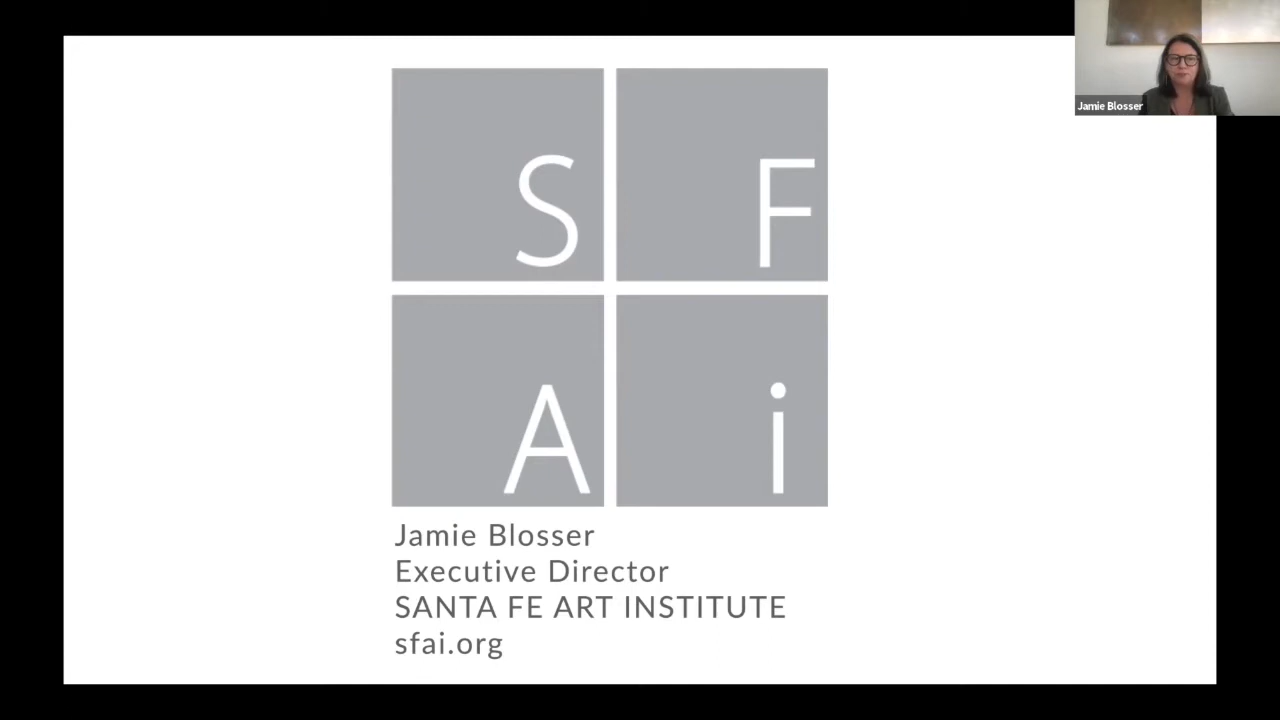 S F
A i
Jamie Blosser
Executive Director
SANTA FE ART INSTITUTE
sfai.org
Jamie Blosser